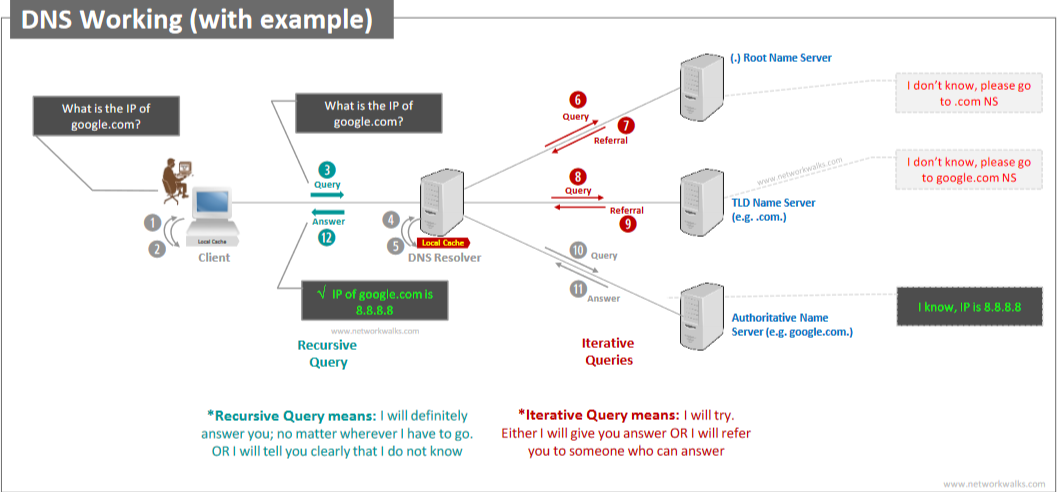 DNS Working (with example)
What is the IP of
google.com?
What is the IP of
google.com?
(.) Root Name Server
I don't know, please go
to .com NS
6
Query
7
Referral
3
Query
Answer
12
1
2
Local Cache
Client
4
5
Local Cache
DNS Resolver
8
Query
Referral
9
www.networkwalks.com
TLD Name Server
(e.g. .com.)
I don't know, please go
to google.com NS
10
Query
11
Answer
√ IP of google.com is
8.8.8.8
www.networkwalks.com
Authoritative Name
Server (e.g. google.com.)
I know, IP is 8.8.8.8
Recursive
Query
Iterative
Queries
*Recursive Query means: I will definitely
answer you; no matter wherever I have to go.
OR I will tell you clearly that I do not know
*Iterative Query means: I will try.
Either I will give you answer OR I will refer
you to someone who can answer
www.networkwalks.com